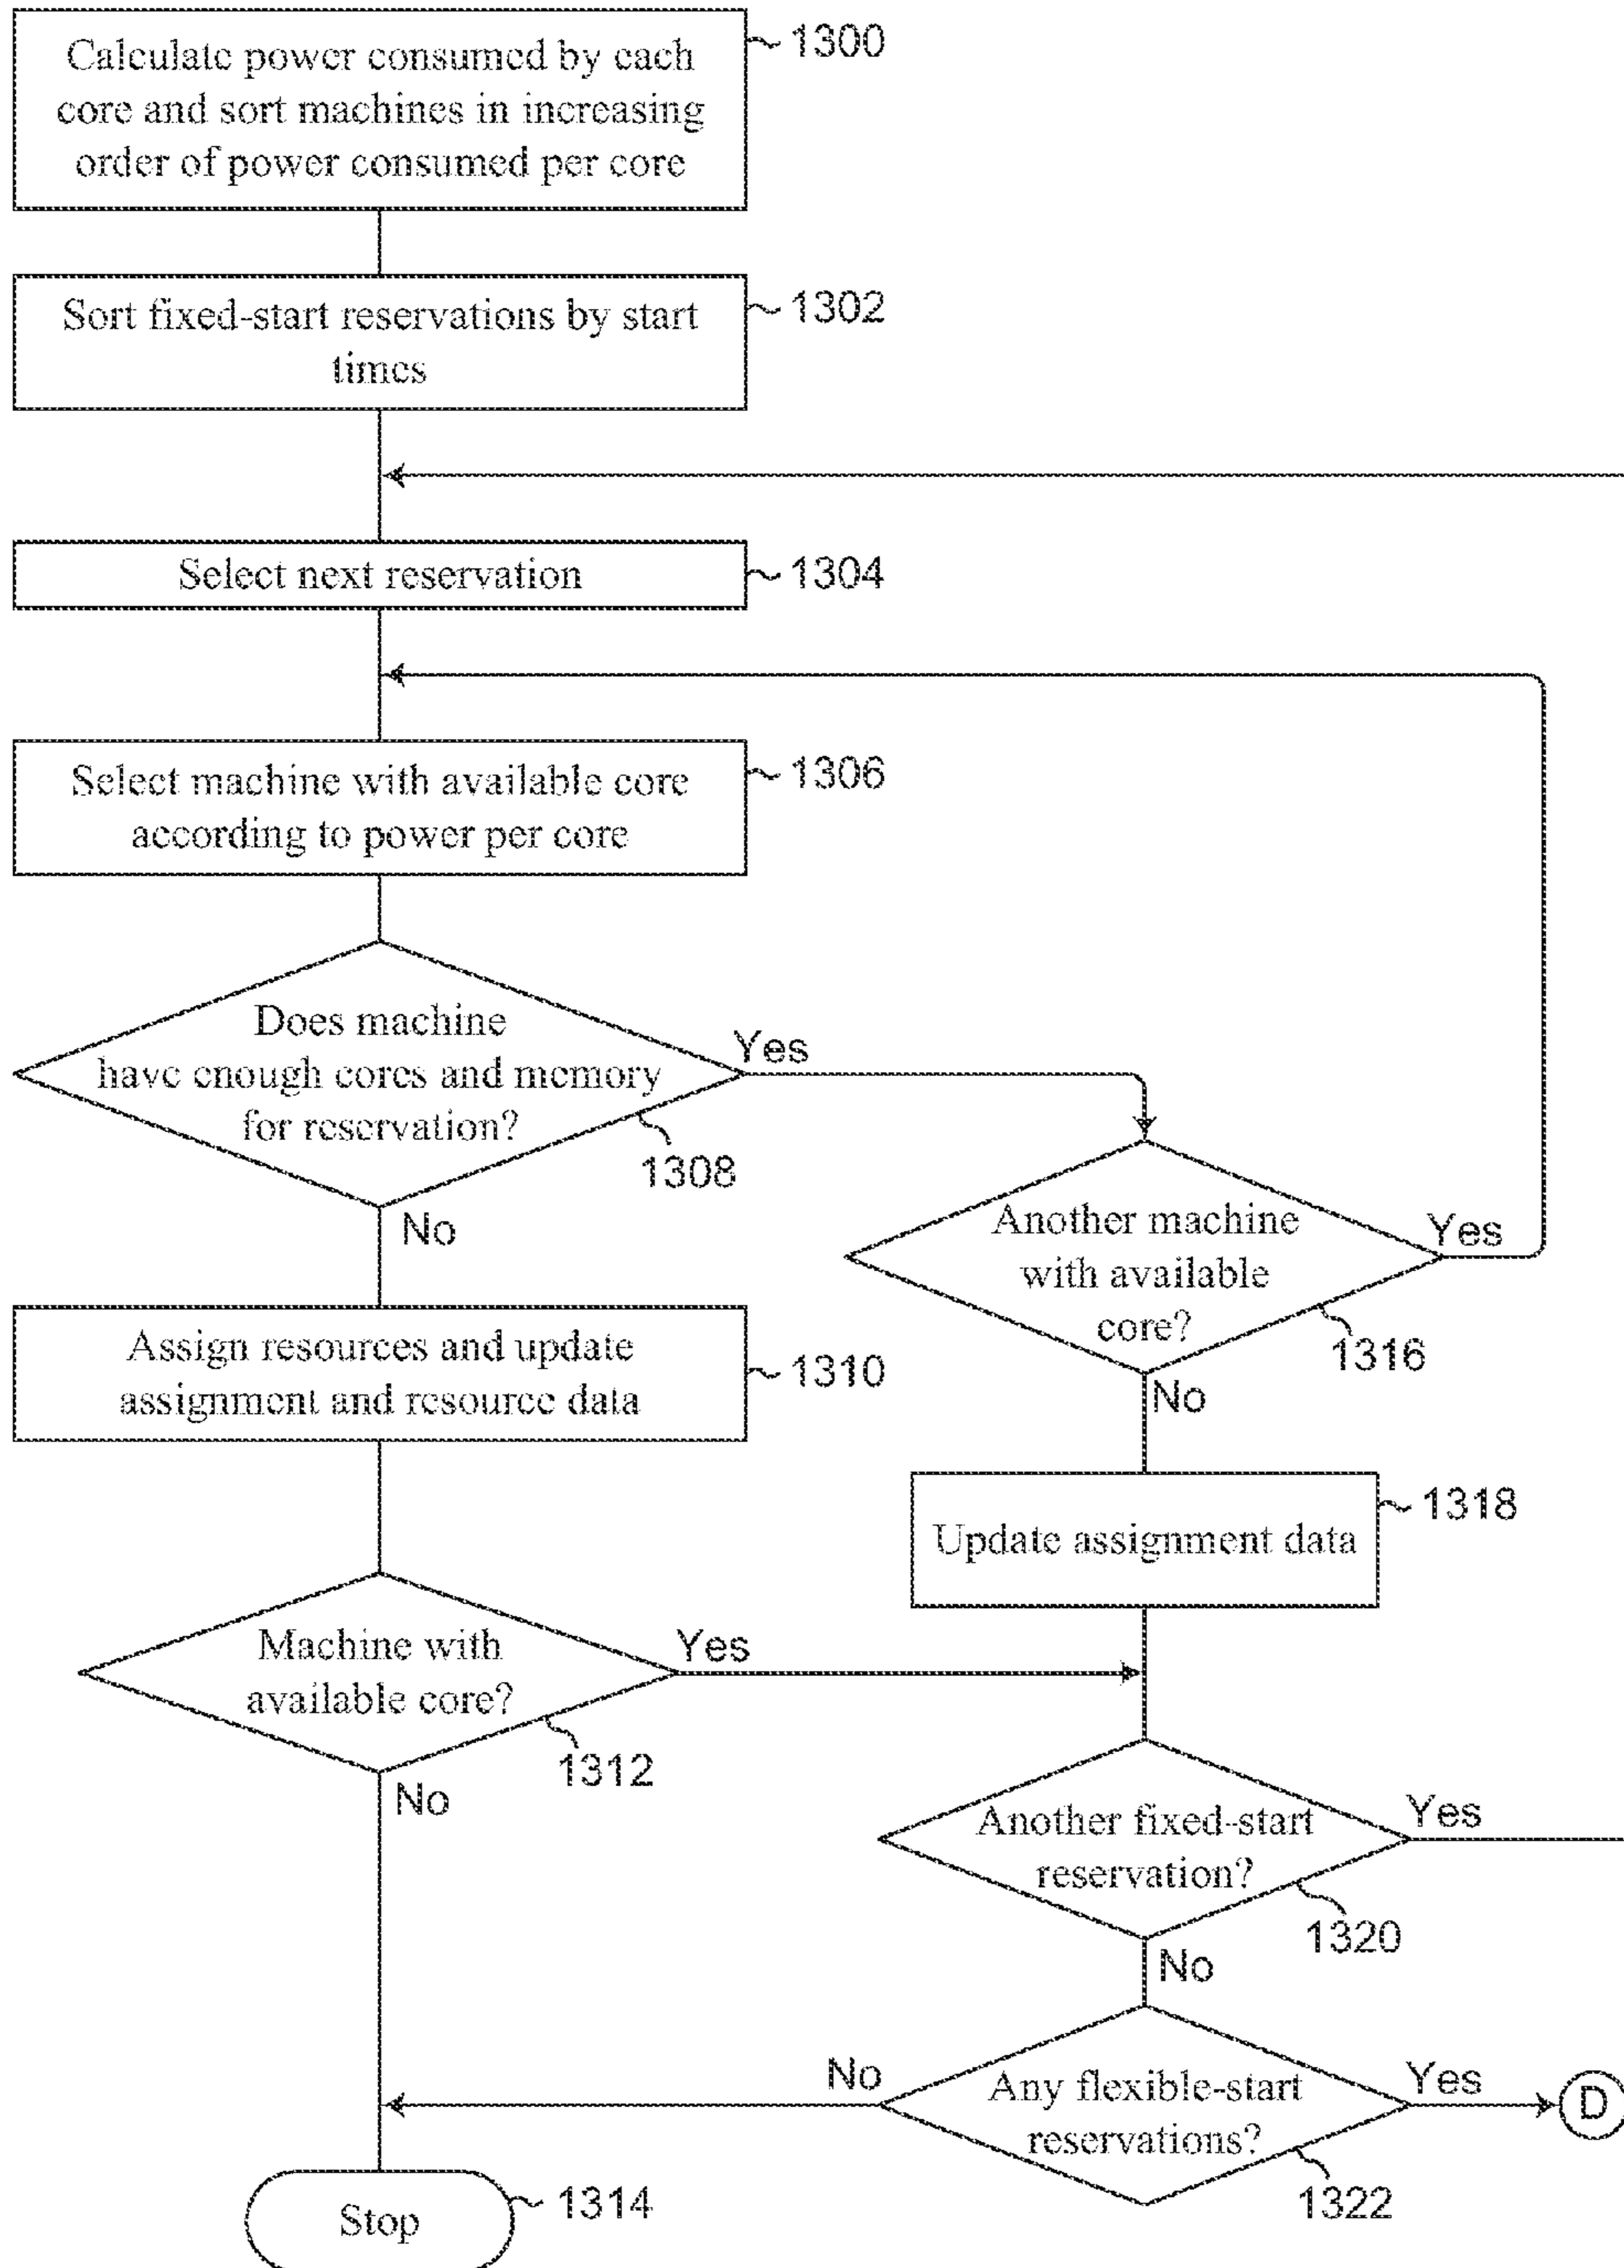 Calculate power consumed by each
core and sort machines in increasing
order of power consumed per core
1300
Sort fixed-start reservations by start
times
1302
Select next reservation
1304
Select machine with available core
according to power per core
1306
Does machine
have enough cores and memory
for reservation?
1308
Yes
No
Another machine
with available
core?
1316
Yes
No
Assign resources and update
assignment and resource data
1310
Update assignment data
1318
Machine with
available core?
1312
Yes
No
Another fixed-start
reservation?
1320
Yes
No
Any flexible-start
reservations?
1322
No
Yes
D
Stop
1314